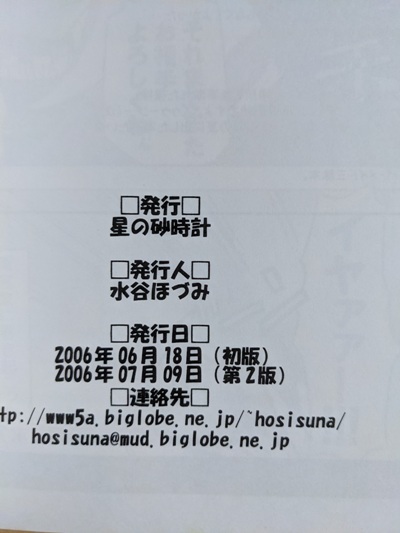 □発行□
星の砂時計
□発行人□
水谷ほづみ
□発行日□
2006年06月18日（初版）
2006年07月09日（第2版）
□連絡先□
tp://www5a.biglobe.ne.jp/~hosisuna/
hosisuna@mud.biglobe.ne.jp